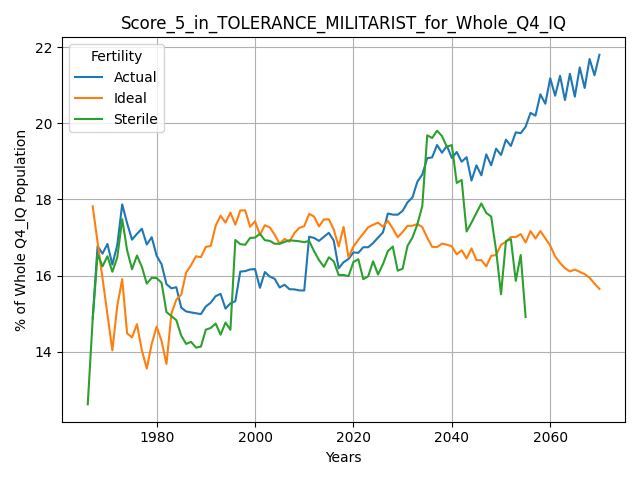 Score_5_in_TOLERANCE_MILITARIST_for_Whole_Q4_IQ
Fertility
Actual
Ideal
Sterile
% of Whole Q4_IQ Population
22
20
18
16
14
1980
2000
2020
2040
2060
Years